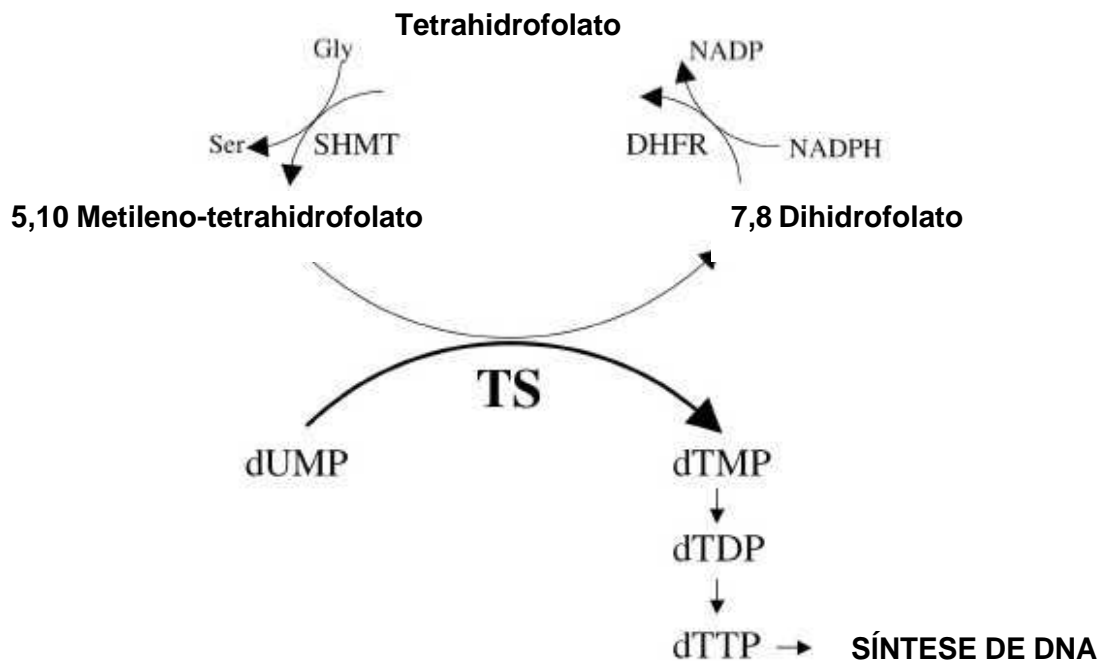 Tetrahidrofolato
Gly
NADP
Ser
SHMT
DHFR
NADPH
5,10 Metileno-tetrahidrofolato
7,8 Dihidrofolato
TS
dUMP
dTMP
dTDP
dTTP
SÍNTESE DE DNA